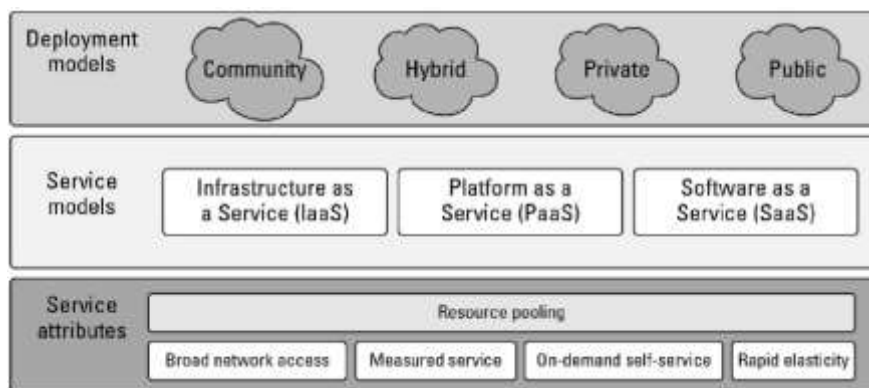 Deployment
models
Community
Hybrid
Private
Public
Service
models
Infrastructure as
a Service (IaaS)
Platform as a
Service (PaaS)
Software as a
Service (SaaS)
Service
attributes
Resource pooling
Broad network access
Measured service
On-demand self-service
Rapid elasticity